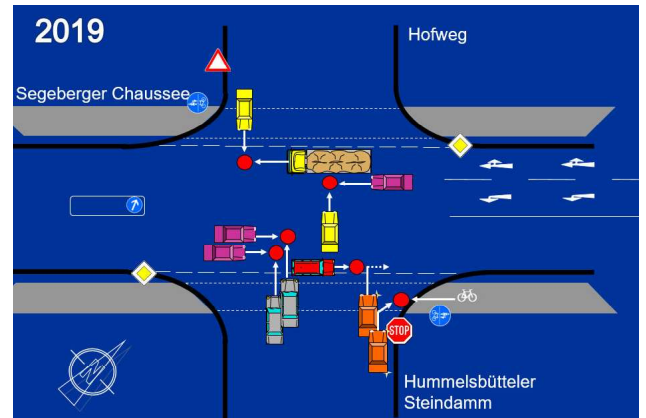 2019
Hofweg
Segeberger Chaussee
STOP
Hummelsbütteler
Steindamm